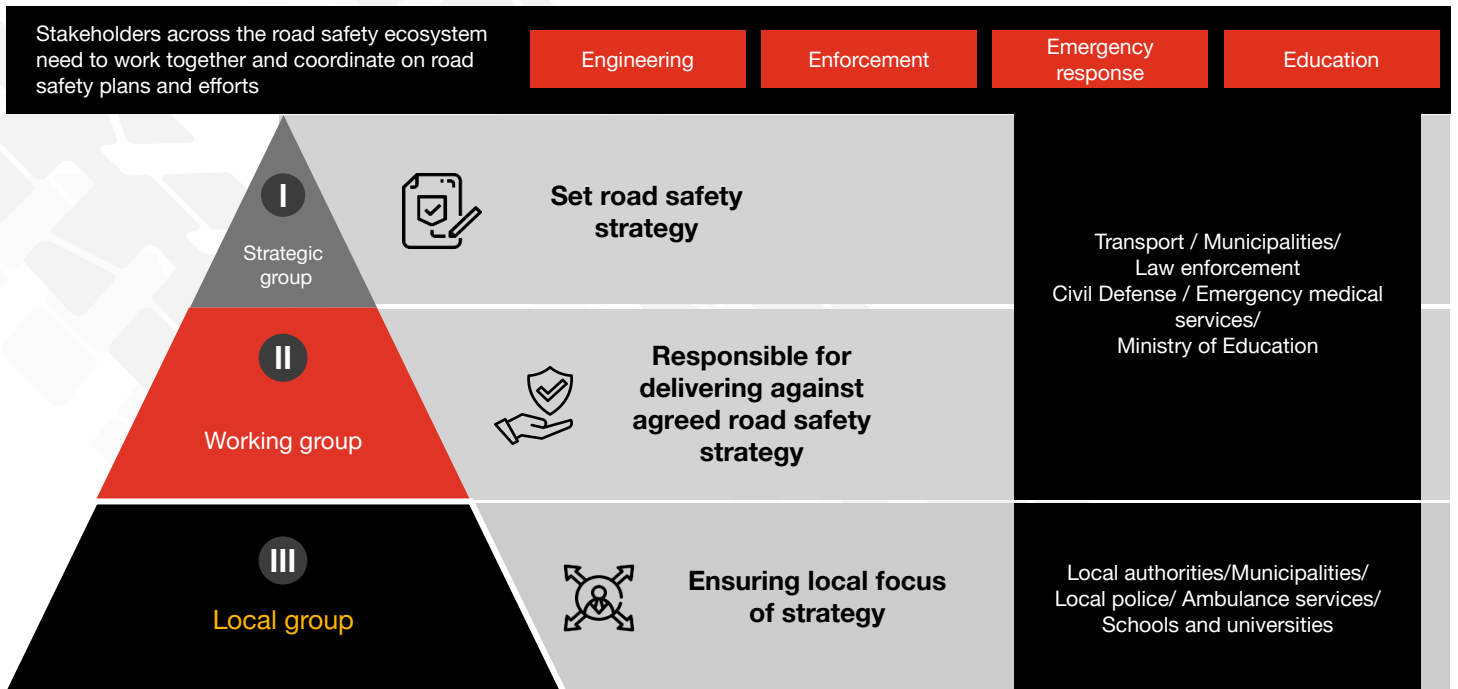 Stakeholders across the road safety ecosystem
need to work together and coordinate on road
safety plans and efforts
Engineering
Enforcement
Emergency
response
Education
I
Strategic
group
Set road safety
strategy
Transport / Municipalities/
Law enforcement
Civil Defense / Emergency medical
services/
Ministry of Education
II
Working group
Responsible for
delivering against
agreed road safety
strategy
III
Local group
Ensuring local focus
of strategy
Local authorities/Municipalities/
Local police/ Ambulance services/
Schools and universities